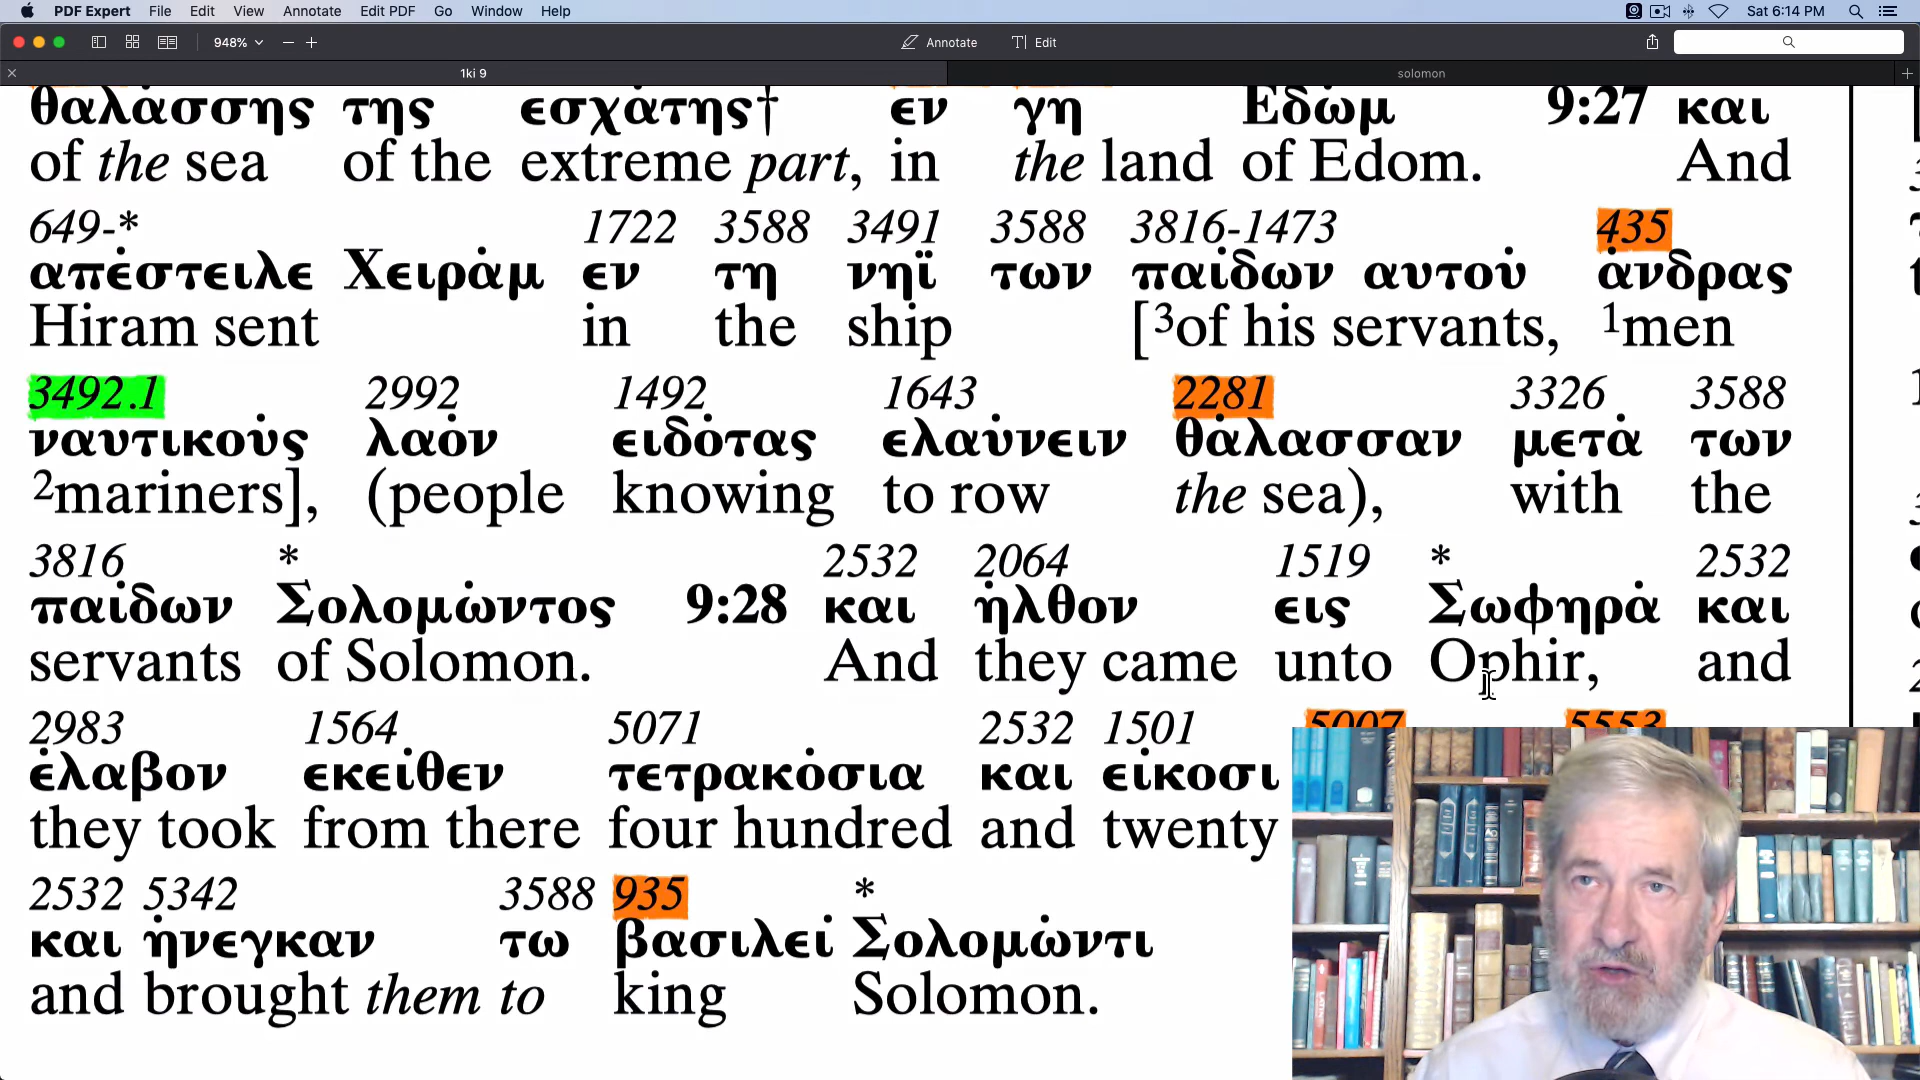 PDF Expert File Edit View Annotate Edit PDF Go Window Help Sat 6:14 PM
948% Annotate Edit
1ki 9 solomon
θαλάσσης της εσχάτης† εν γη Εδώμ 9:27 και
of the sea of the extreme part, in the land of Edom. And
649-* 1722 3588 3491 3588 3816-1473 435
απέστειλε Χειράμ εν τη νηϊ των παίδων αυτού άνδρας
Hiram sent in the ship [³of his servants, ¹men
3492.1 2992 1492 1643 2281 3326 3588
ναυτικούς λαόν ειδότας ελαύνειν θάλασσαν μετά των
²mariners], (people knowing to row the sea), with the
3816 * 2532 2064 1519 * 2532
παίδων Σολομώντος 9:28 και ήλθον εις Σωφηρά και
servants of Solomon. And they came unto Ophir, and
2983 1564 5071 2532 1501 5007 5553
έλαβον εκείθεν τετρακόσια και είκοσι
they took from there four hundred and twenty
2532 5342 3588 935 *
και ήνεγκαν τω βασιλεί Σολομώντι
and brought them to king Solomon.